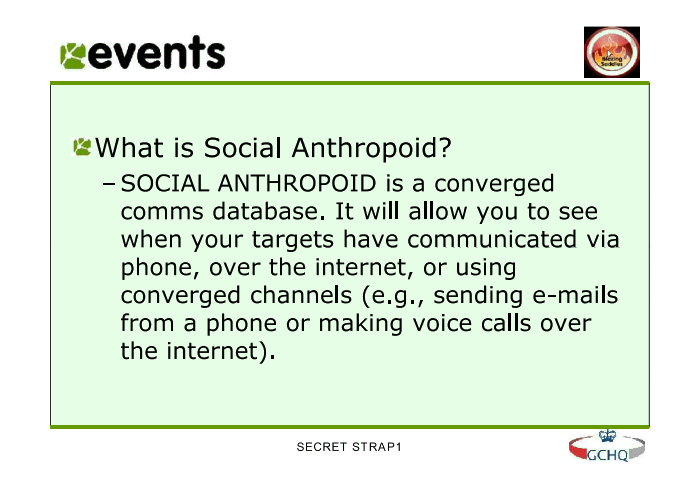 events
Blazing
Saddles
What is Social Anthropoid?
– SOCIAL ANTHROPOID is a converged
comms database. It will allow you to see
when your targets have communicated via
phone, over the internet, or using
converged channels (e.g., sending e-mails
from a phone or making voice calls over
the internet).
SECRET STRAP1
GCHQ